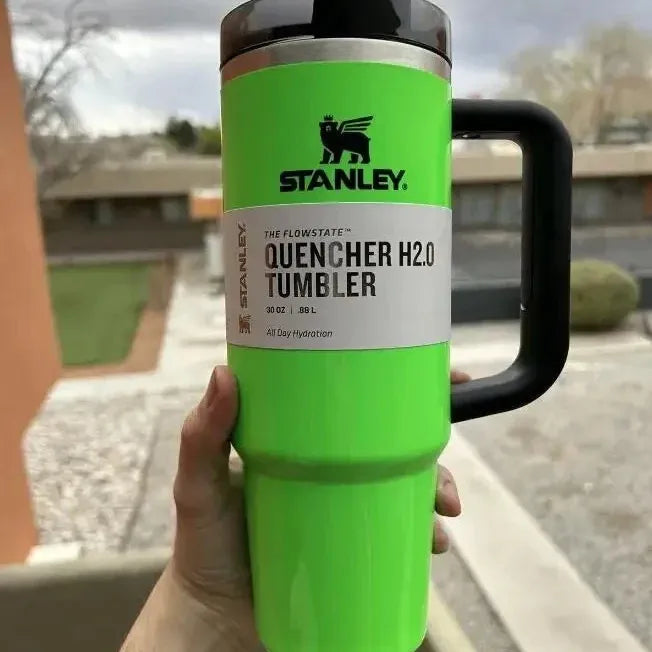 STANLEY®
STANLEY.
THE FLOWSTATE™
QUENCHER H2.0
TUMBLER
30 OZ | .88 L
All Day Hydration